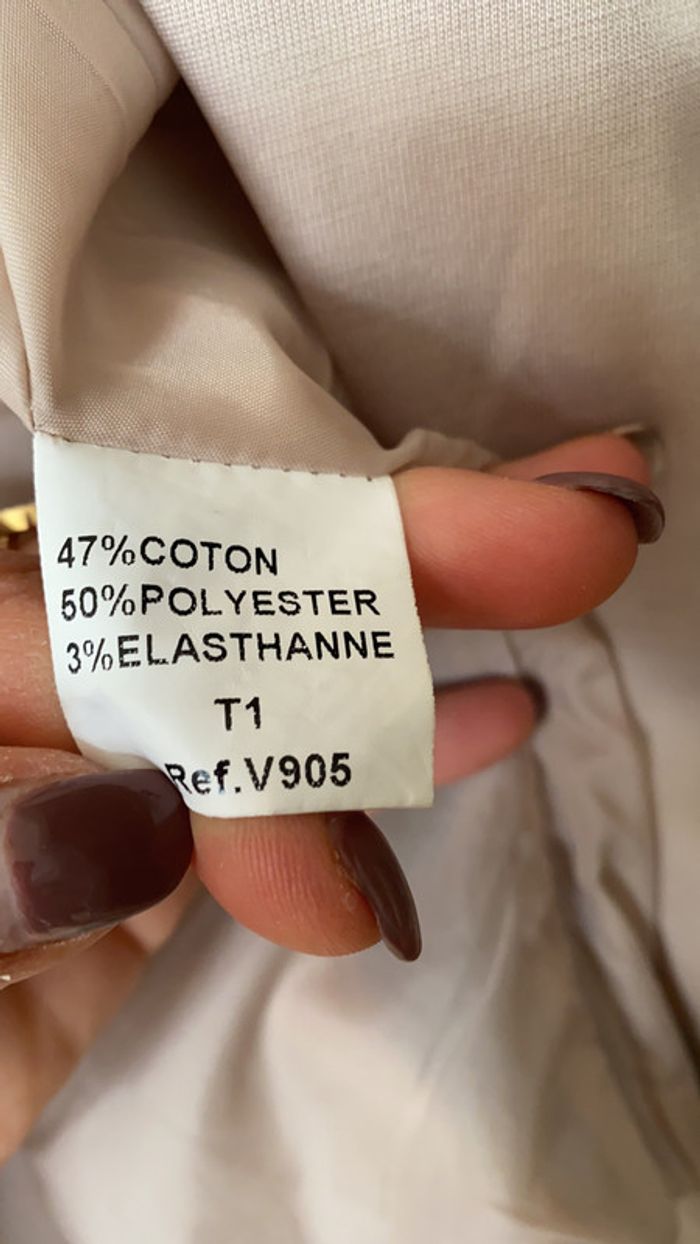 47%COTON
50%POLYESTER
3%ELASTHANNE
T1
Ref.V905